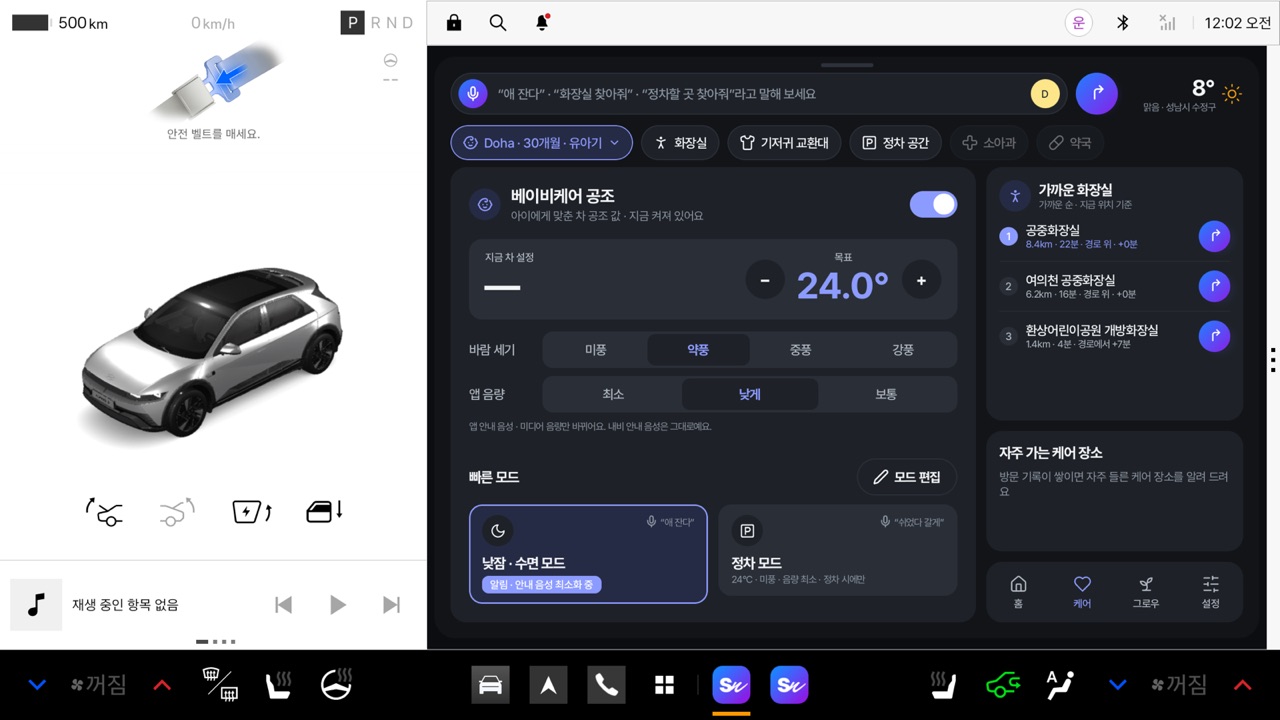 500 km
0 km/h
P R N D
안전 벨트를 매세요.
재생 중인 항목 없음
운
12:02 오전
“애 잔다” · “화장실 찾아줘” · “정차할 곳 찾아줘”라고 말해 보세요
D
8°
맑음 · 성남시 수정구
Doha · 30개월 · 유아기
화장실
기저귀 교환대
정차 공간
소아과
약국
베이비케어 공조
아이에게 맞춘 차 공조 값 · 지금 켜져 있어요
지금 차 설정
—
목표
− 24.0° +
바람 세기
미풍
약풍
중풍
강풍
앱 음량
최소
낮게
보통
앱 안내 음성 · 미디어 음량만 바뀌어요. 내비 안내 음성은 그대로예요.
빠른 모드
모드 편집
“애 잔다”
낮잠 · 수면 모드
알림 · 안내 음성 최소화 중
“쉬었다 갈게”
정차 모드
24°C · 미풍 · 음량 최소 · 정차 시에만
가까운 화장실
가까운 순 · 지금 위치 기준
1
공중화장실
8.4km · 22분 · 경로 위 · +0분
2
여의천 공중화장실
6.2km · 16분 · 경로 위 · +0분
3
환상어린이공원 개방화장실
1.4km · 4분 · 경로에서 +7분
자주 가는 케어 장소
방문 기록이 쌓이면 자주 들른 케어 장소를 알려 드려
요
홈
케어
그로우
설정
꺼짐
A
꺼짐